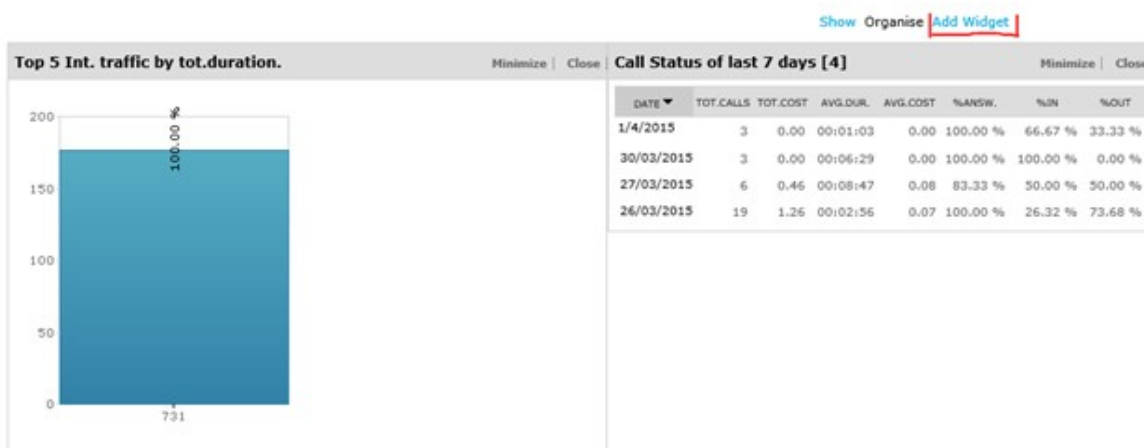 Show Organise Add Widget
Top 5 Int. traffic by tot.duration. Minimize | Close
200
150
100
50
0
100.00 %
731
Call Status of last 7 days [4] Minimize | Close
DATE TOT.CALLS TOT.COST AVG.DUR. AVG.COST %ANSW. %IN %OUT
1/4/2015 3 0.00 00:01:03 0.00 100.00 % 66.67 % 33.33 %
30/03/2015 3 0.00 00:06:29 0.00 100.00 % 100.00 % 0.00 %
27/03/2015 6 0.46 00:08:47 0.08 83.33 % 50.00 % 50.00 %
26/03/2015 19 1.26 00:02:56 0.07 100.00 % 26.32 % 73.68 %